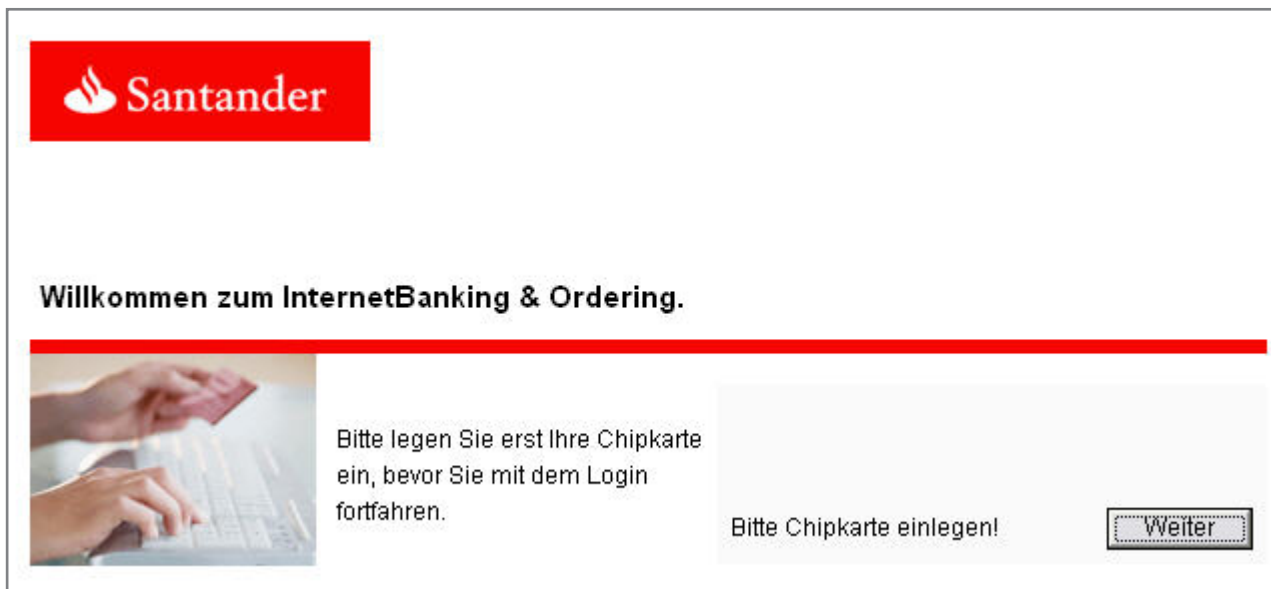 Santander
Willkommen zum InternetBanking & Ordering.
Bitte legen Sie erst Ihre Chipkarte
ein, bevor Sie mit dem Login
fortfahren.
Bitte Chipkarte einlegen!
Weiter